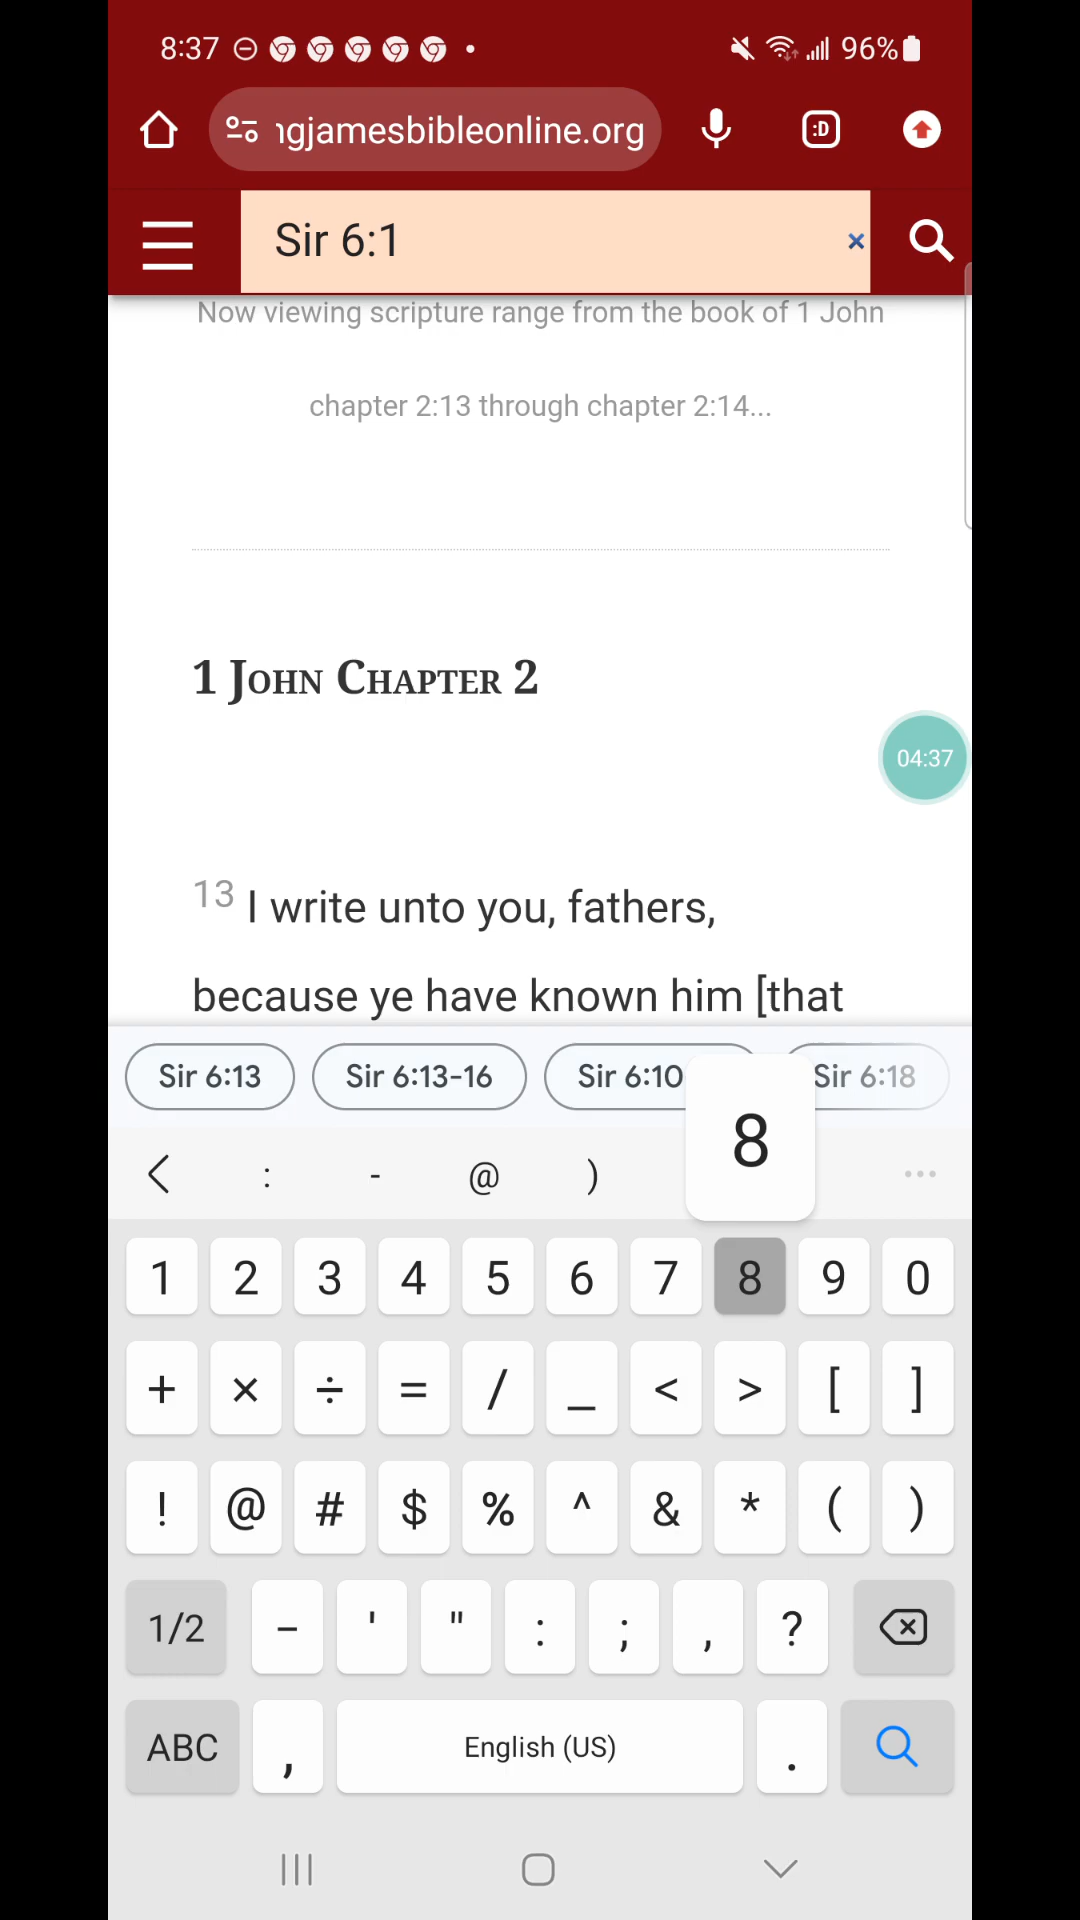 8:37 96%
ngjamesbibleonline.org :D
Sir 6:1 ×
Now viewing scripture range from the book of 1 John
chapter 2:13 through chapter 2:14...
1 John Chapter 2
04:37
13 I write unto you, fathers,
because ye have known him [that
Sir 6:13 Sir 6:13-16 Sir 6:10 Sir 6:18
8
: - @ )
1 2 3 4 5 6 7 8 9 0
+ × ÷ = / _ < > [ ]
! @ # $ % ^ & * ( )
1/2 - ' " : ; , ?
ABC , English (US) .